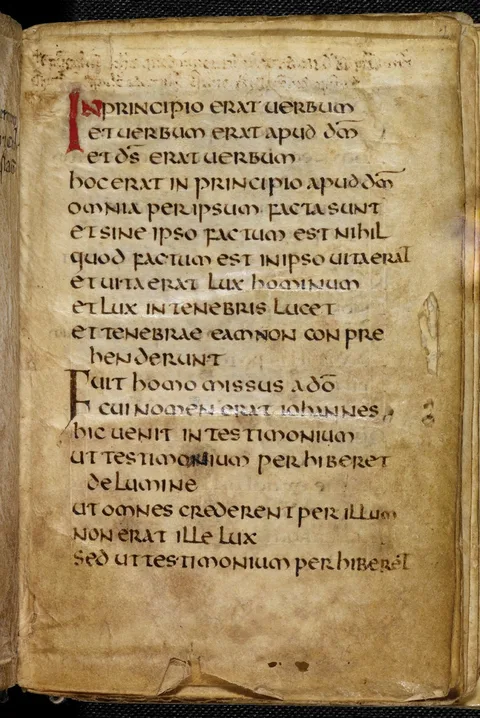 IN PRINCIPIO ERAT UERBUM
ET UERBUM ERAT APUD DM̄
ET DS̄ ERAT UERBUM
HOC ERAT IN PRINCIPIO APUD DM̄
OMNIA PER IPSUM FACTA SUNT
ET SINE IPSO FACTUM EST NIHIL
QUOD FACTUM EST IN IPSO UITA ERAT
ET UITA ERAT LUX HOMINUM
ET LUX IN TENEBRIS LUCET
ET TENEBRAE EAM NON CONPRE
HENDERUNT
FUIT HOMO MISSUS A DŌ
CUI NOMEN ERAT IOHANNES
HIC UENIT IN TESTIMONIUM
UT TESTIMONIUM PERHIBERET
DE LUMINE
UT OMNES CREDERENT PER ILLUM
NON ERAT ILLE LUX
SED UT TESTIMONIUM PERHIBERET